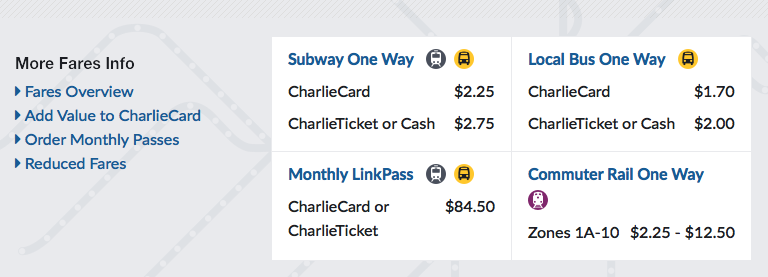 More Fares Info
Fares Overview
Add Value to CharlieCard
Order Monthly Passes
Reduced Fares
Subway One Way
CharlieCard $2.25
CharlieTicket or Cash $2.75
Local Bus One Way
CharlieCard $1.70
CharlieTicket or Cash $2.00
Monthly LinkPass
CharlieCard or $84.50
CharlieTicket
Commuter Rail One Way
Zones 1A-10 $2.25 - $12.50